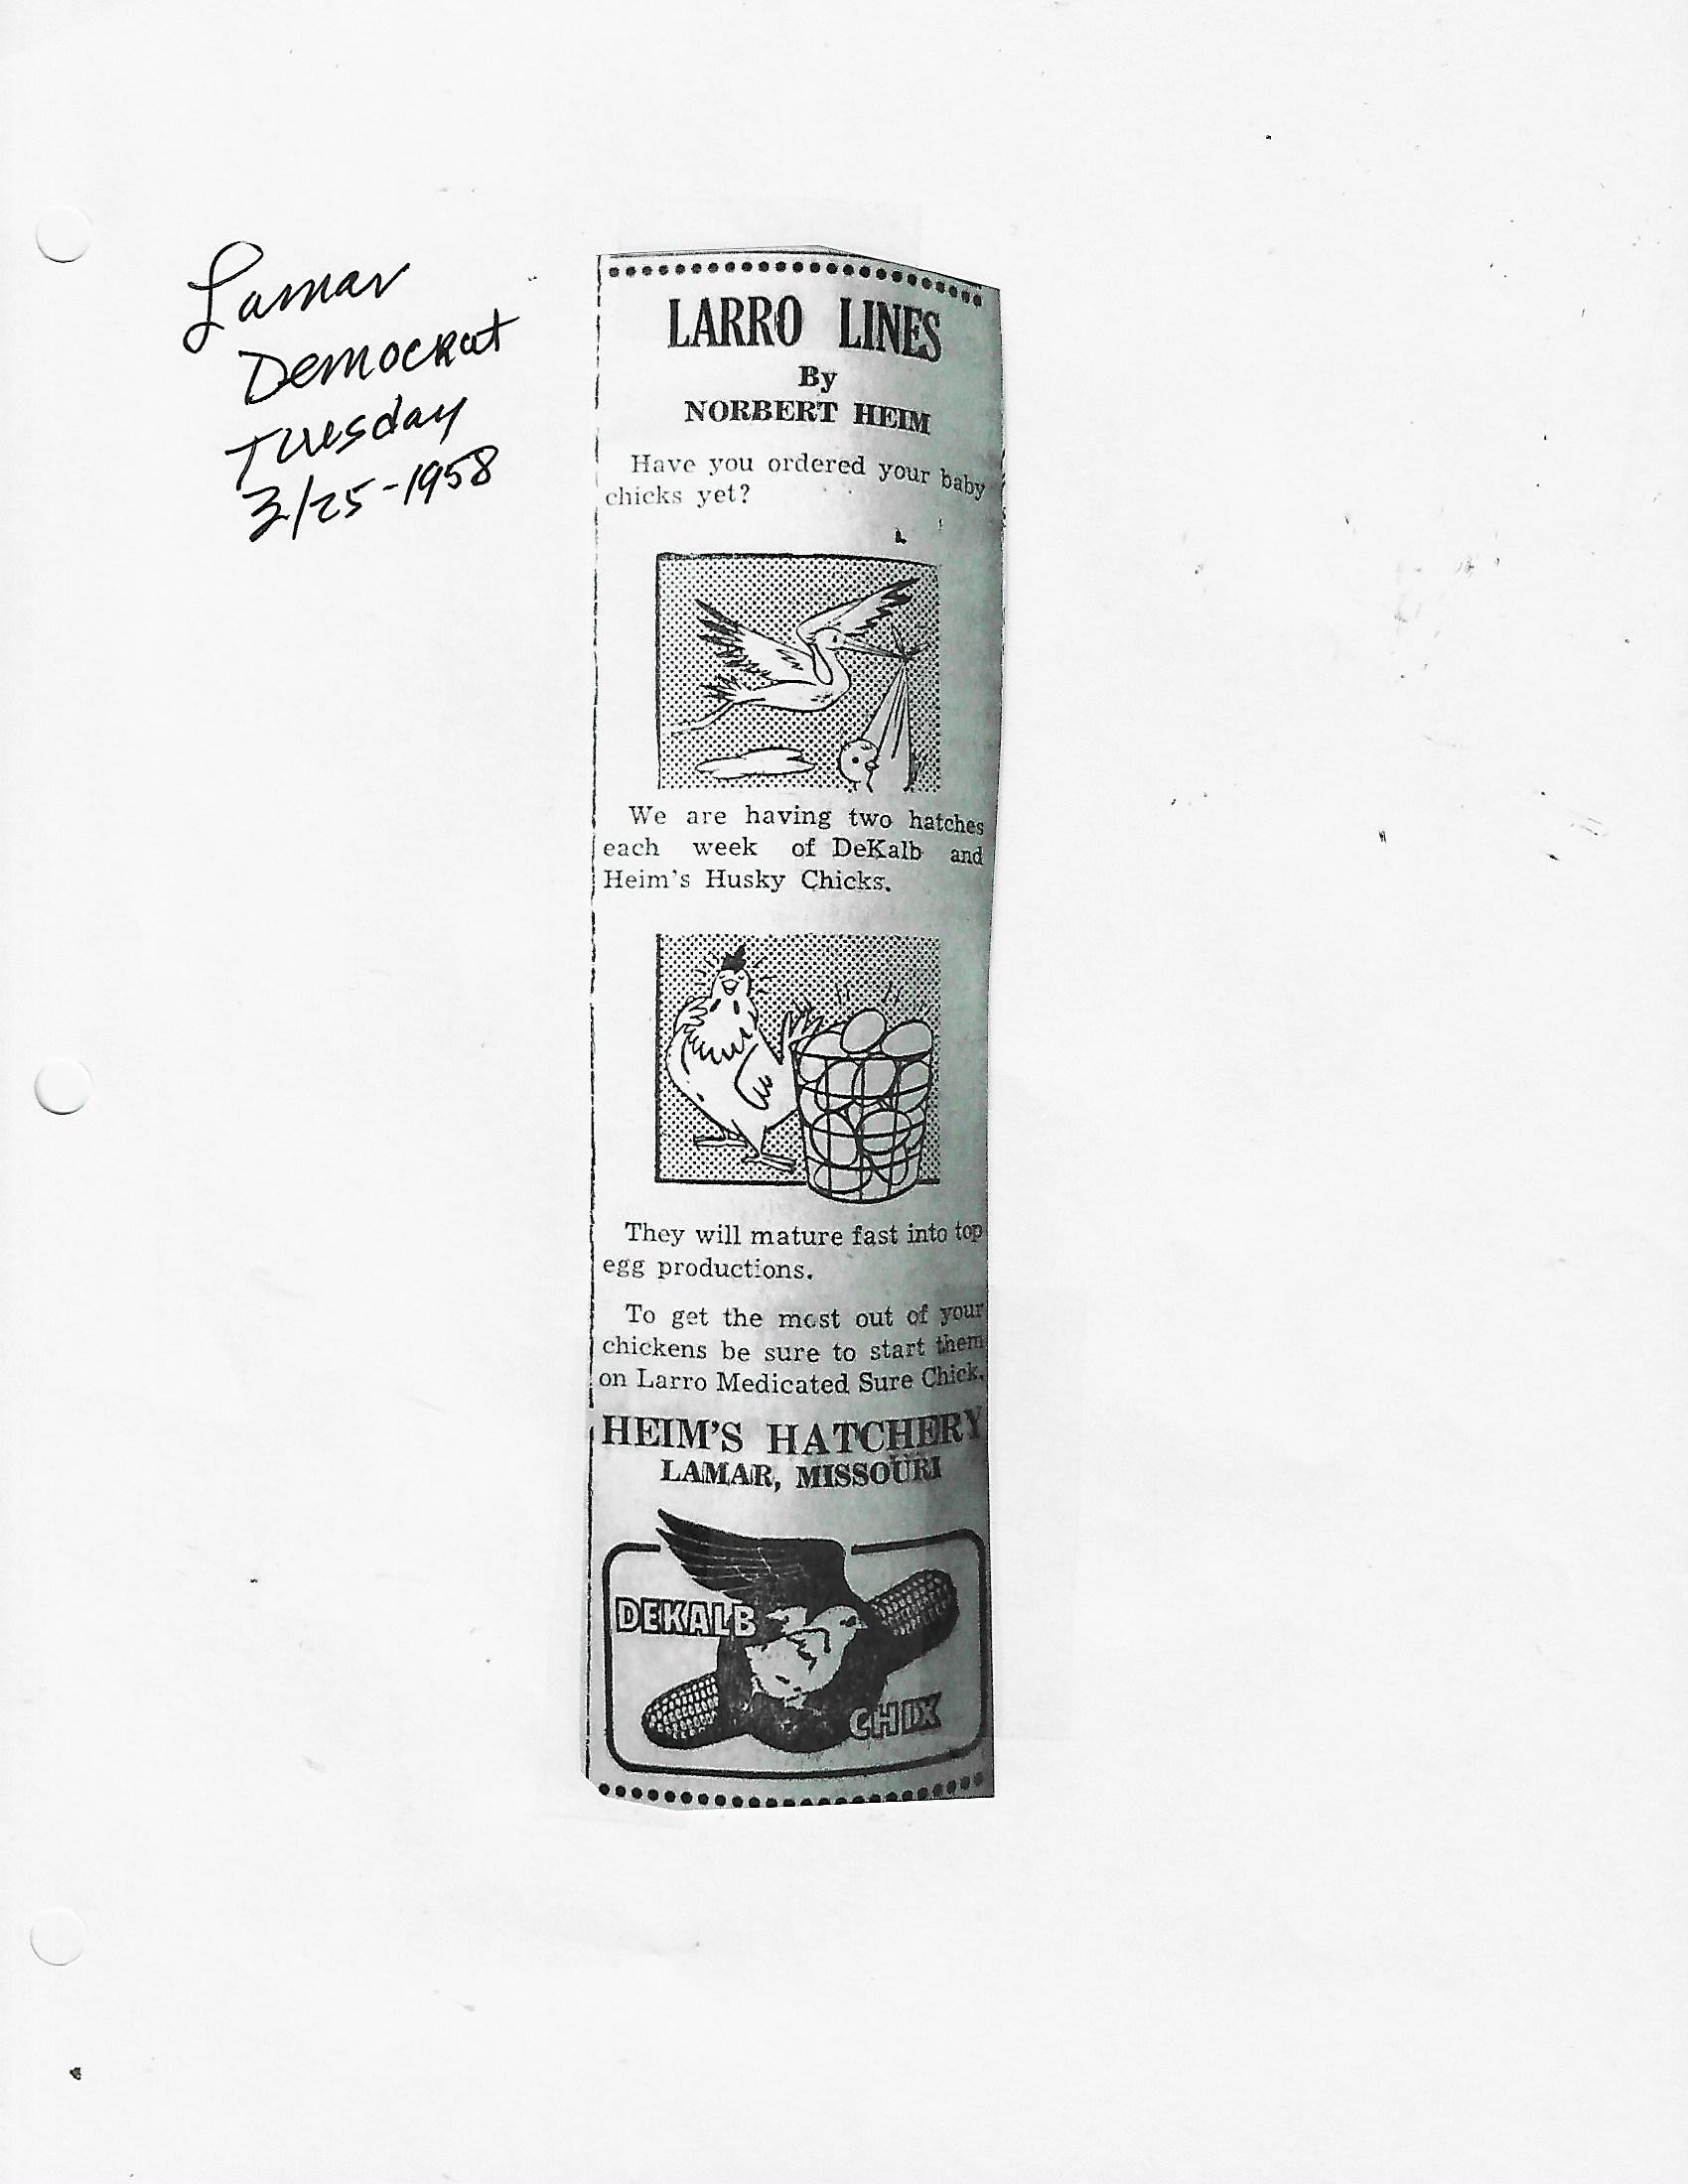 Lamar
Democrat
Tuesday
3/25-1958
LARRO LINES
By
NORBERT HEIM
Have you ordered your baby
chicks yet?
We are having two hatches
each week of DeKalb and
Heim's Husky Chicks.
They will mature fast into top
egg productions.
To get the most out of your
chickens be sure to start them
on Larro Medicated Sure Chick.
HEIM'S HATCHERY
LAMAR, MISSOURI
DEKALB
CHIX